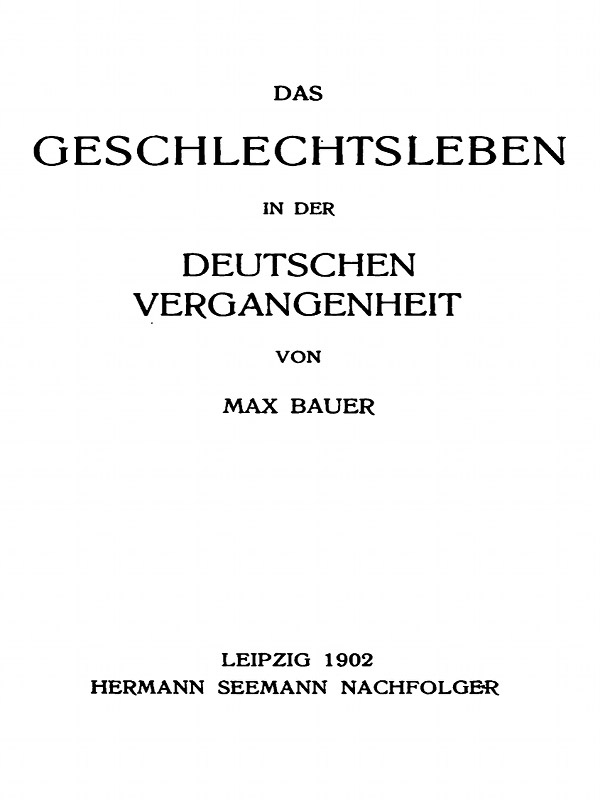 DAS
GESCHLECHTSLEBEN
IN DER
DEUTSCHEN
VERGANGENHEIT
VON
MAX BAUER
LEIPZIG 1902
HERMANN SEEMANN NACHFOLGER